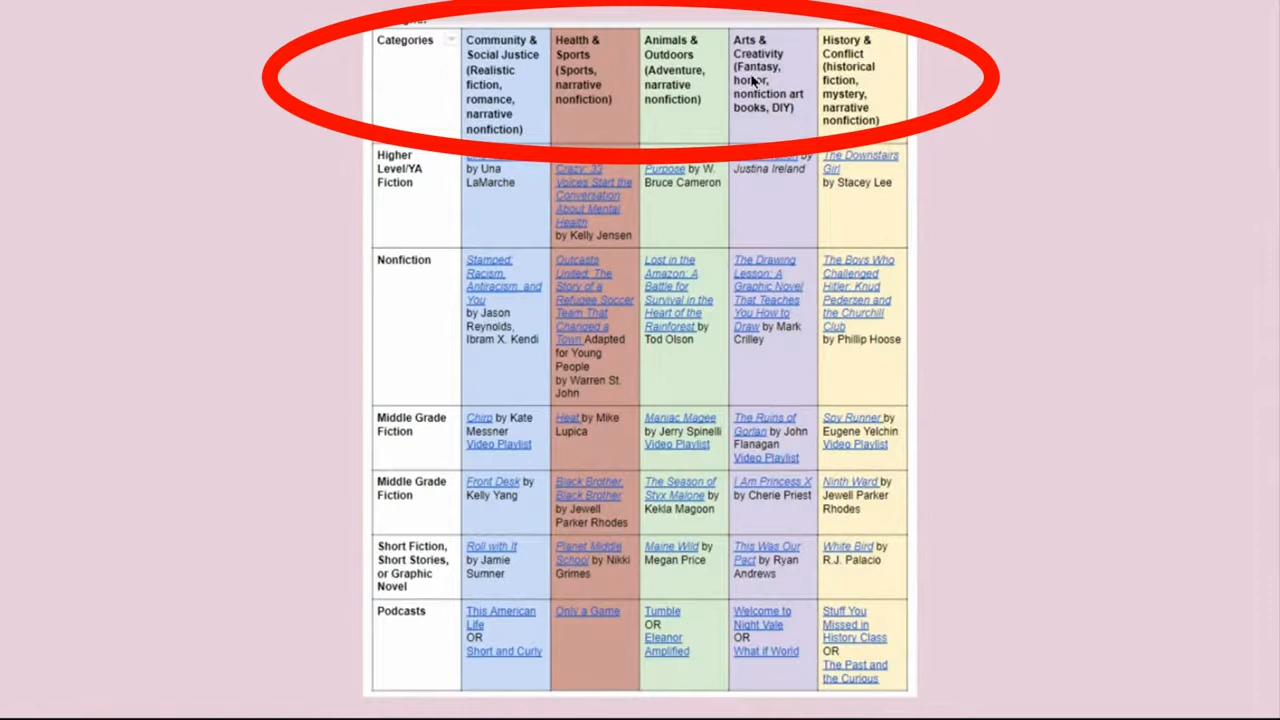 Categories
Community &
Social Justice
(Realistic
fiction,
romance,
narrative
nonfiction)
Health &
Sports
(Sports,
narrative
nonfiction)
Animals &
Outdoors
(Adventure,
narrative
nonfiction)
Arts &
Creativity
(Fantasy,
horror,
nonfiction art
books, DIY)
History &
Conflict
(historical
fiction,
mystery,
narrative
nonfiction)
Higher
Level/YA
Fiction
by Una
LaMarche
Crazy: 33
Voices Start the
Conversation
About Mental
Health
by Kelly Jensen
Purpose by W.
Bruce Cameron
by
Justina Ireland
The Downstairs
Girl
by Stacey Lee
Nonfiction
Stamped:
Racism,
Antiracism, and
You
by Jason
Reynolds,
Ibram X. Kendi
Outcasts
United: The
Story of a
Refugee Soccer
Team That
Changed a
Town Adapted
for Young
People
by Warren St.
John
Lost in the
Amazon: A
Battle for
Survival in the
Heart of the
Rainforest by
Tod Olson
The Drawing
Lesson: A
Graphic Novel
That Teaches
You How to
Draw by Mark
Crilley
The Boys Who
Challenged
Hitler: Knud
Pedersen and
the Churchill
Club
by Phillip Hoose
Middle Grade
Fiction
Chirp by Kate
Messner
Video Playlist
Heat by Mike
Lupica
Maniac Magee
by Jerry Spinelli
Video Playlist
The Ruins of
Gorlan by John
Flanagan
Video Playlist
Spy Runner by
Eugene Yelchin
Video Playlist
Middle Grade
Fiction
Front Desk by
Kelly Yang
Black Brother,
Black Brother
by Jewell
Parker Rhodes
The Season of
Styx Malone by
Kekla Magoon
I Am Princess X
by Cherie Priest
Ninth Ward by
Jewell Parker
Rhodes
Short Fiction,
Short Stories,
or Graphic
Novel
Roll with It
by Jamie
Sumner
Planet Middle
School by Nikki
Grimes
Maine Wild by
Megan Price
This Was Our
Pact by Ryan
Andrews
White Bird by
R.J. Palacio
Podcasts
This American
Life
OR
Short and Curly
Only a Game
Tumble
OR
Eleanor
Amplified
Welcome to
Night Vale
OR
What if World
Stuff You
Missed in
History Class
OR
The Past and
the Curious